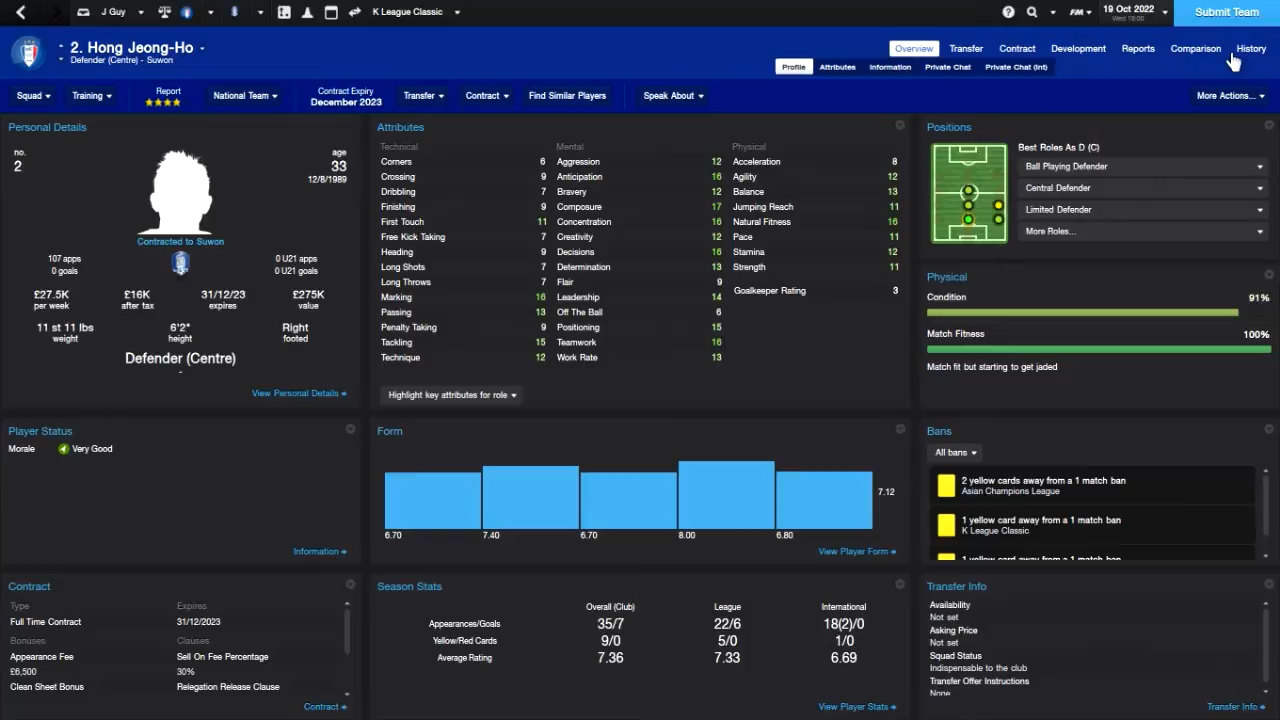 J Guy
K League Classic
FM
19 Oct 2022
Wed 19:00
Submit Team
2. Hong Jeong-Ho
Defender (Centre) - Suwon
Overview Transfer Contract Development Reports Comparison History
Profile Attributes Information Private Chat Private Chat (Int)
Squad Training Report National Team Contract Expiry December 2023 Transfer Contract Find Similar Players Speak About More Actions...
Personal Details
no.
2
age
33
12/8/1989
Contracted to Suwon
107 apps
0 goals
0 U21 apps
0 U21 goals
£27.5K £16K 31/12/23 £275K
per week after tax expires value
11 st 11 lbs 6'2" Right
weight height footed
Defender (Centre)
-
View Personal Details
Attributes
Technical Mental Physical
Corners 6 Aggression 12 Acceleration 8
Crossing 9 Anticipation 16 Agility 12
Dribbling 7 Bravery 12 Balance 13
Finishing 9 Composure 17 Jumping Reach 11
First Touch 11 Concentration 16 Natural Fitness 16
Free Kick Taking 7 Creativity 12 Pace 11
Heading 9 Decisions 16 Stamina 12
Long Shots 7 Determination 13 Strength 11
Long Throws 7 Flair 9 Goalkeeper Rating 3
Marking 16 Leadership 14
Passing 13 Off The Ball 6
Penalty Taking 9 Positioning 15
Tackling 15 Teamwork 16
Technique 12 Work Rate 13
Highlight key attributes for role
Positions
Best Roles As D (C)
Ball Playing Defender
Central Defender
Limited Defender
More Roles...
Physical
Condition 91%
Match Fitness 100%
Match fit but starting to get jaded
Player Status
Morale Very Good
Information
Form
7.12
6.70 7.40 6.70 8.00 6.80
View Player Form
Bans
All bans
2 yellow cards away from a 1 match ban
Asian Champions League
1 yellow card away from a 1 match ban
K League Classic
1 yellow card away from a 1 match ban
Contract
Type Expires
Full Time Contract 31/12/2023
Bonuses Clauses
Appearance Fee Sell On Fee Percentage
£6,500 30%
Clean Sheet Bonus Relegation Release Clause
Contract
Season Stats
Overall (Club) League International
Appearances/Goals 35/7 22/6 18(2)/0
Yellow/Red Cards 9/0 5/0 1/0
Average Rating 7.36 7.33 6.69
View Player Stats
Transfer Info
Availability
Not set
Asking Price
Not set
Squad Status
Indispensable to the club
Transfer Offer Instructions
None
Transfer Info